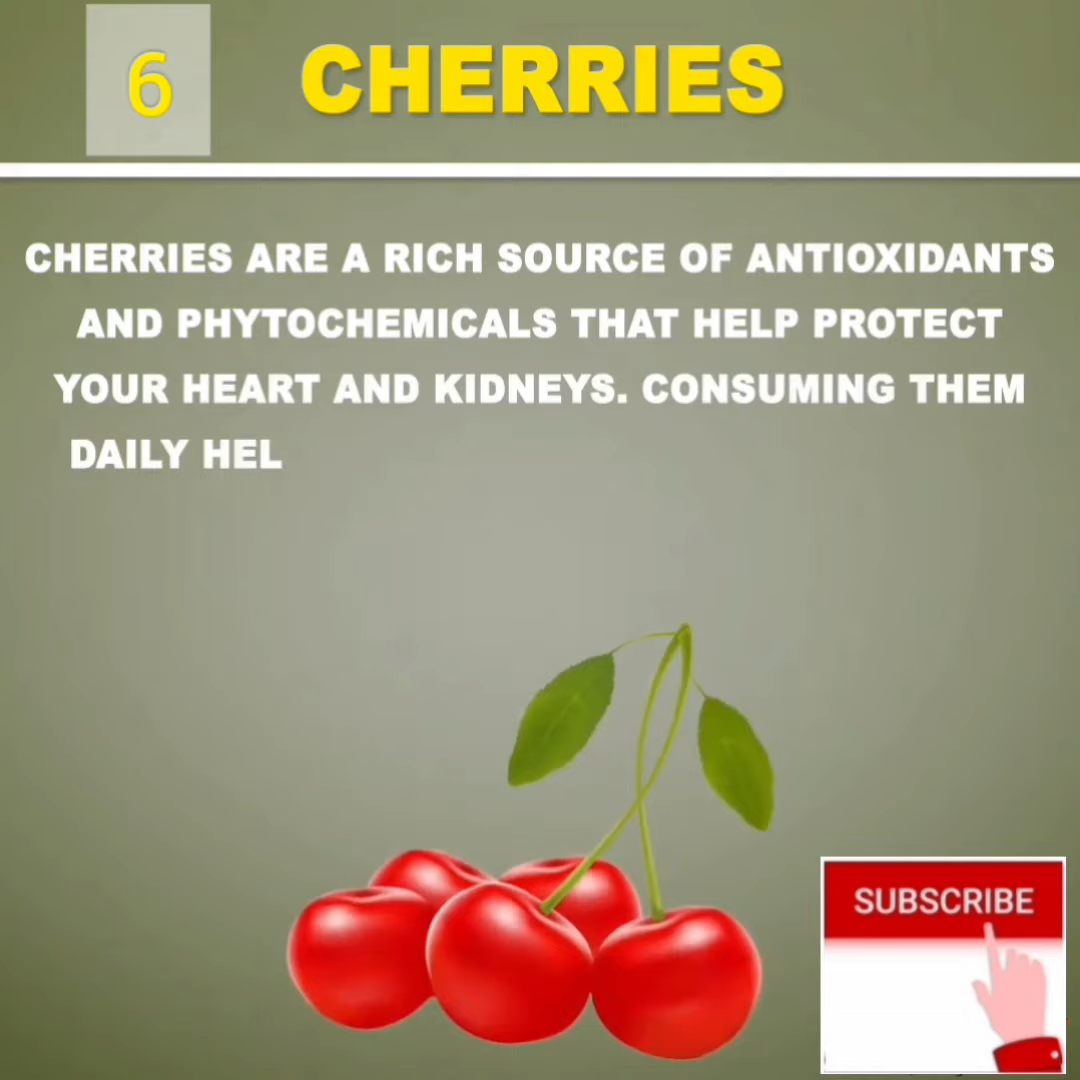 6
CHERRIES
CHERRIES ARE A RICH SOURCE OF ANTIOXIDANTS
AND PHYTOCHEMICALS THAT HELP PROTECT
YOUR HEART AND KIDNEYS. CONSUMING THEM
DAILY HEL
SUBSCRIBE